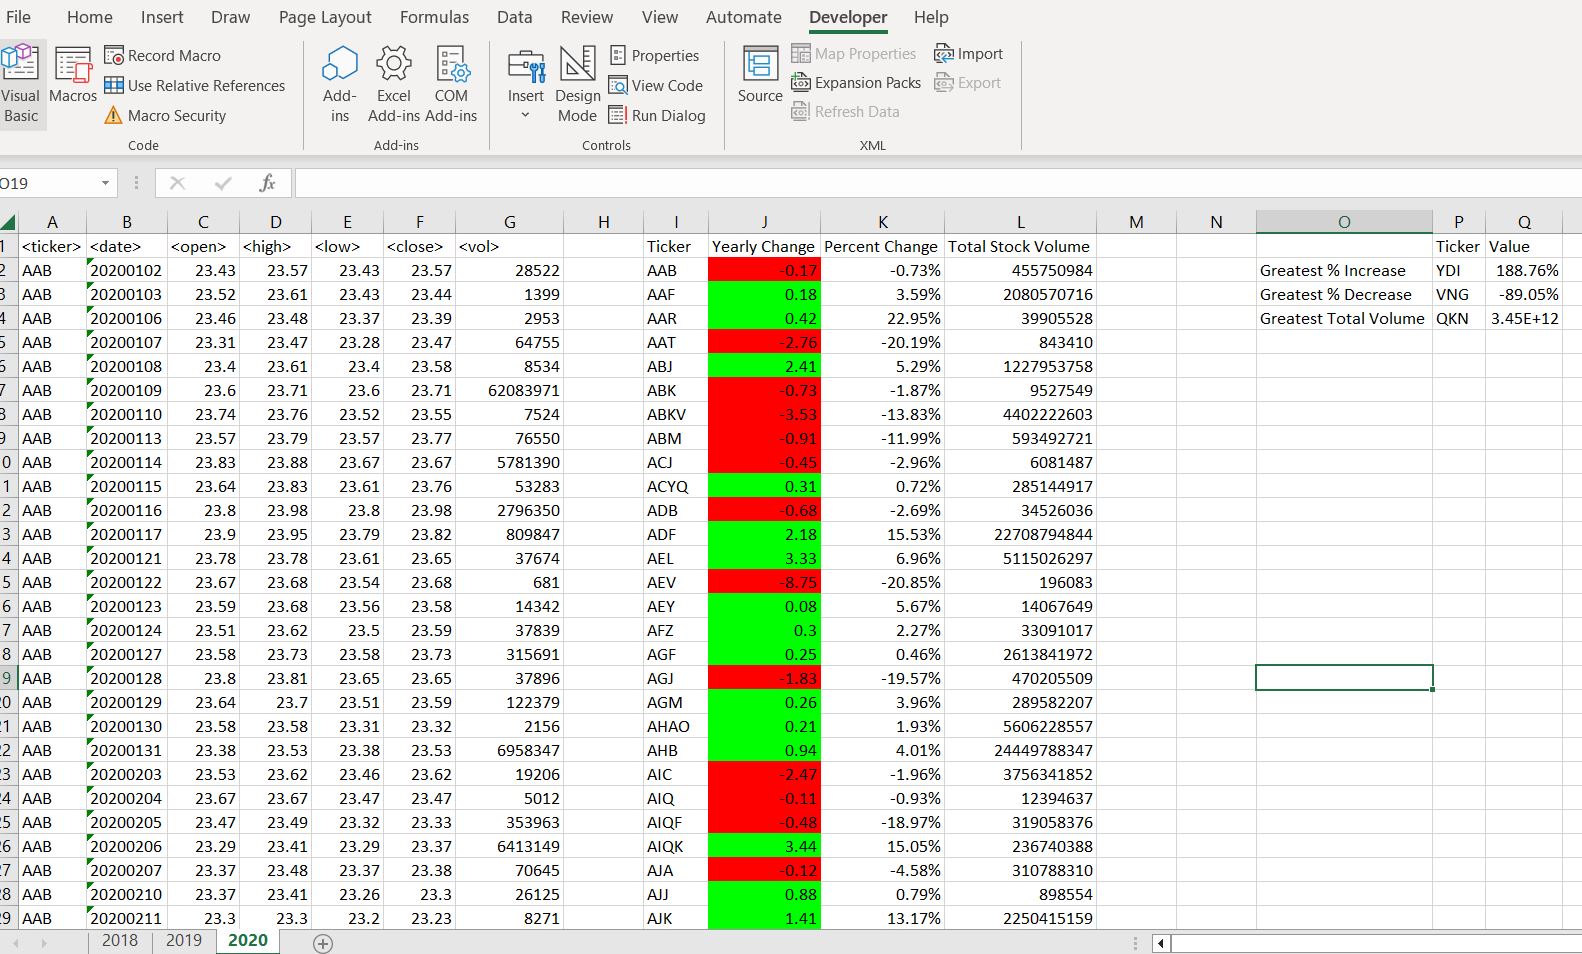 File Home Insert Draw Page Layout Formulas Data Review View Automate Developer Help
Visual Basic
Macros
Record Macro
Use Relative References
Macro Security
Code
Add-ins
Excel Add-ins
COM Add-ins
Add-ins
Insert
Design Mode
Properties
View Code
Run Dialog
Controls
Source
Map Properties
Expansion Packs
Refresh Data
Import
Export
XML
O19 fx
A B C D E F G H I J K L M N O P Q
1 <ticker> <date> <open> <high> <low> <close> <vol> Ticker Yearly Change Percent Change Total Stock Volume Ticker Value
2 AAB 20200102 23.43 23.57 23.43 23.57 28522 AAB -0.17 -0.73% 455750984 Greatest % Increase YDI 188.76%
3 AAB 20200103 23.52 23.61 23.43 23.44 1399 AAF 0.18 3.59% 2080570716 Greatest % Decrease VNG -89.05%
4 AAB 20200106 23.46 23.48 23.37 23.39 2953 AAR 0.42 22.95% 39905528 Greatest Total Volume QKN 3.45E+12
5 AAB 20200107 23.31 23.47 23.28 23.47 64755 AAT -2.76 -20.19% 843410
6 AAB 20200108 23.4 23.61 23.4 23.58 8534 ABJ 2.41 5.29% 1227953758
7 AAB 20200109 23.6 23.71 23.6 23.71 62083971 ABK -0.73 -1.87% 9527549
8 AAB 20200110 23.74 23.76 23.52 23.55 7524 ABKV -3.53 -13.83% 4402222603
9 AAB 20200113 23.57 23.79 23.57 23.77 76550 ABM -0.91 -11.99% 593492721
0 AAB 20200114 23.83 23.88 23.67 23.67 5781390 ACJ -0.45 -2.96% 6081487
1 AAB 20200115 23.64 23.83 23.61 23.76 53283 ACYQ 0.31 0.72% 285144917
2 AAB 20200116 23.8 23.98 23.8 23.98 2796350 ADB -0.68 -2.69% 34526036
3 AAB 20200117 23.9 23.95 23.79 23.82 809847 ADF 2.18 15.53% 22708794844
4 AAB 20200121 23.78 23.78 23.61 23.65 37674 AEL 3.33 6.96% 5115026297
5 AAB 20200122 23.67 23.68 23.54 23.68 681 AEV -8.75 -20.85% 196083
6 AAB 20200123 23.59 23.68 23.56 23.58 14342 AEY 0.08 5.67% 14067649
7 AAB 20200124 23.51 23.62 23.5 23.59 37839 AFZ 0.3 2.27% 33091017
8 AAB 20200127 23.58 23.73 23.58 23.73 315691 AGF 0.25 0.46% 2613841972
9 AAB 20200128 23.8 23.81 23.65 23.65 37896 AGJ -1.83 -19.57% 470205509
20 AAB 20200129 23.64 23.7 23.51 23.59 122379 AGM 0.26 3.96% 289582207
21 AAB 20200130 23.58 23.58 23.31 23.32 2156 AHAO 0.21 1.93% 5606228557
22 AAB 20200131 23.38 23.53 23.38 23.53 6958347 AHB 0.94 4.01% 24449788347
23 AAB 20200203 23.53 23.62 23.46 23.62 19206 AIC -2.47 -1.96% 3756341852
24 AAB 20200204 23.67 23.67 23.47 23.47 5012 AIQ -0.11 -0.93% 12394637
25 AAB 20200205 23.47 23.49 23.32 23.33 353963 AIQF -0.48 -18.97% 319058376
26 AAB 20200206 23.29 23.41 23.29 23.37 6413149 AIQK 3.44 15.05% 236740388
27 AAB 20200207 23.37 23.48 23.37 23.38 70645 AJA -0.12 -4.58% 310788310
28 AAB 20200210 23.37 23.41 23.26 23.3 26125 AJJ 0.88 0.79% 898554
29 AAB 20200211 23.3 23.3 23.2 23.23 8271 AJK 1.41 13.17% 2250415159
2018 2019 2020